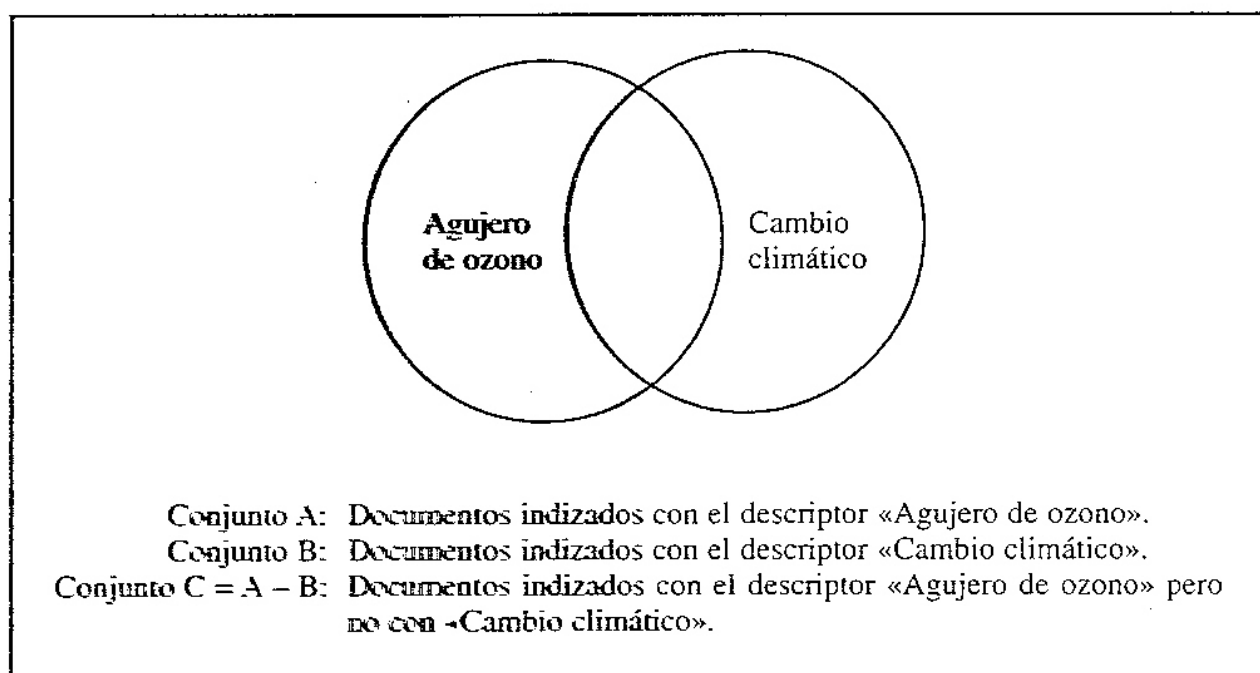 Agujero
de ozono
Cambio
climático
Conjunto A: Documentos indizados con el descriptor «Agujero de ozono».
Conjunto B: Documentos indizados con el descriptor «Cambio climático».
Conjunto C = A – B: Documentos indizados con el descriptor «Agujero de ozono» pero
no con «Cambio climático».